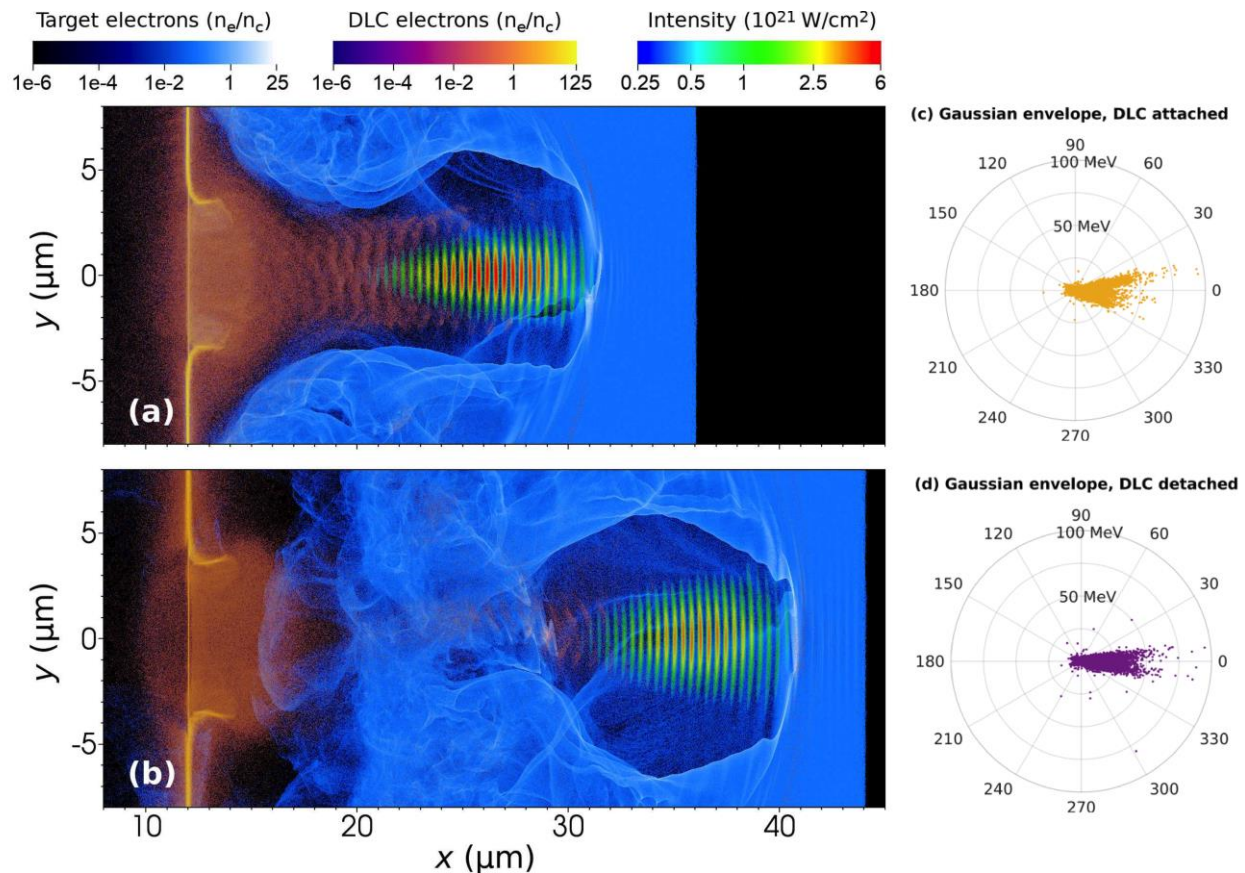 Target electrons (nₑ/n_c) DLC electrons (nₑ/n_c) Intensity (10²¹ W/cm²)
1e-6 1e-4 1e-2 1 25 1e-6 1e-4 1e-2 1 125 0.25 0.5 1 2.5 6
(a)
y (μm)
5
0
-5
(b)
y (μm)
5
0
-5
10 20 30 40
x (μm)
(c) Gaussian envelope, DLC attached
90
120 100 MeV 60
150 50 MeV 30
180 0
210 330
240 300
270
(d) Gaussian envelope, DLC detached
90
120 100 MeV 60
150 50 MeV 30
180 0
210 330
240 300
270